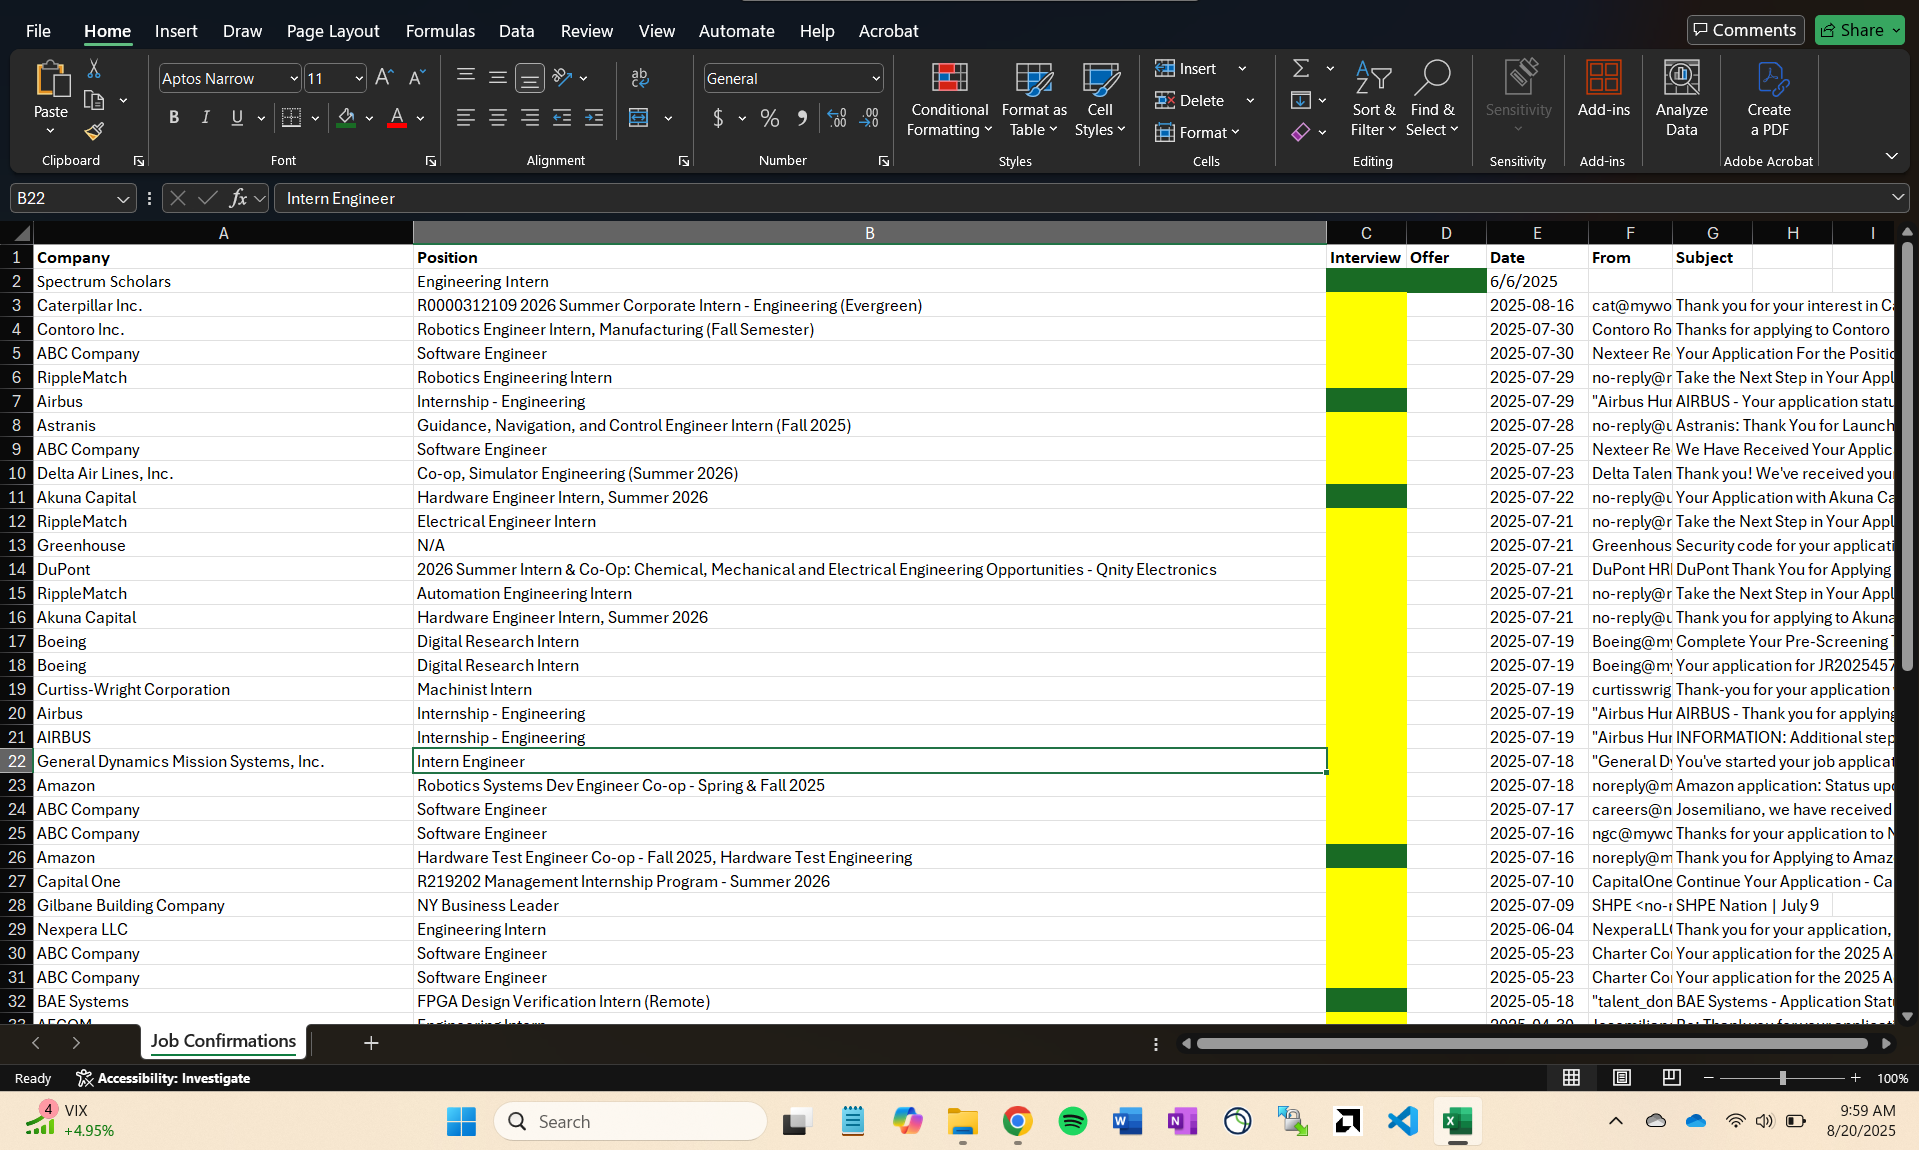 File Home Insert Draw Page Layout Formulas Data Review View Automate Help Acrobat Comments Share
Paste Aptos Narrow 11 General Conditional Formatting Format as Table Cell Styles Insert Delete Format Sort & Filter Find & Select Sensitivity Add-ins Analyze Data Create a PDF
Clipboard Font Alignment Number Styles Cells Editing Sensitivity Add-ins Adobe Acrobat
B22 fx Intern Engineer
A B C D E F G H I
1 Company Position Interview Offer Date From Subject
2 Spectrum Scholars Engineering Intern 6/6/2025
3 Caterpillar Inc. R0000312109 2026 Summer Corporate Intern - Engineering (Evergreen) 2025-08-16 cat@mywo Thank you for your interest in Ca
4 Contoro Inc. Robotics Engineer Intern, Manufacturing (Fall Semester) 2025-07-30 Contoro Ro Thanks for applying to Contoro
5 ABC Company Software Engineer 2025-07-30 Nexteer Re Your Application For the Positio
6 RippleMatch Robotics Engineering Intern 2025-07-29 no-reply@r Take the Next Step in Your Appl
7 Airbus Internship - Engineering 2025-07-29 "Airbus Hur AIRBUS - Your application statu
8 Astranis Guidance, Navigation, and Control Engineer Intern (Fall 2025) 2025-07-28 no-reply@u Astranis: Thank You for Launch
9 ABC Company Software Engineer 2025-07-25 Nexteer Re We Have Received Your Applic
10 Delta Air Lines, Inc. Co-op, Simulator Engineering (Summer 2026) 2025-07-23 Delta Talen Thank you! We've received you
11 Akuna Capital Hardware Engineer Intern, Summer 2026 2025-07-22 no-reply@u Your Application with Akuna Ca
12 RippleMatch Electrical Engineer Intern 2025-07-21 no-reply@r Take the Next Step in Your Appl
13 Greenhouse N/A 2025-07-21 Greenhous Security code for your applicati
14 DuPont 2026 Summer Intern & Co-Op: Chemical, Mechanical and Electrical Engineering Opportunities - Qnity Electronics 2025-07-21 DuPont HR DuPont Thank You for Applying
15 RippleMatch Automation Engineering Intern 2025-07-21 no-reply@r Take the Next Step in Your Appl
16 Akuna Capital Hardware Engineer Intern, Summer 2026 2025-07-21 no-reply@u Thank you for applying to Akuna
17 Boeing Digital Research Intern 2025-07-19 Boeing@my Complete Your Pre-Screening
18 Boeing Digital Research Intern 2025-07-19 Boeing@my Your application for JR2025457
19 Curtiss-Wright Corporation Machinist Intern 2025-07-19 curtisswrig Thank-you for your application
20 Airbus Internship - Engineering 2025-07-19 "Airbus Hur AIRBUS - Thank you for applying
21 AIRBUS Internship - Engineering 2025-07-19 "Airbus Hur INFORMATION: Additional step
22 General Dynamics Mission Systems, Inc. Intern Engineer 2025-07-18 "General Dy You've started your job applicat
23 Amazon Robotics Systems Dev Engineer Co-op - Spring & Fall 2025 2025-07-18 noreply@m Amazon application: Status up
24 ABC Company Software Engineer 2025-07-17 careers@n Josemiliano, we have received
25 ABC Company Software Engineer 2025-07-16 ngc@mywo Thanks for your application to N
26 Amazon Hardware Test Engineer Co-op - Fall 2025, Hardware Test Engineering 2025-07-16 noreply@m Thank you for Applying to Amaz
27 Capital One R219202 Management Internship Program - Summer 2026 2025-07-10 CapitalOne Continue Your Application - Ca
28 Gilbane Building Company NY Business Leader 2025-07-09 SHPE <no-r SHPE Nation | July 9
29 Nexpera LLC Engineering Intern 2025-06-04 NexperaLL Thank you for your application,
30 ABC Company Software Engineer 2025-05-23 Charter Co Your application for the 2025 A
31 ABC Company Software Engineer 2025-05-23 Charter Co Your application for the 2025 A
32 BAE Systems FPGA Design Verification Intern (Remote) 2025-05-18 "talent_don BAE Systems - Application Stat
33 AECOM Engineering Intern 2025-04-30
Job Confirmations
Ready Accessibility: Investigate 100%
4 VIX +4.95% Search 9:59 AM
8/20/2025